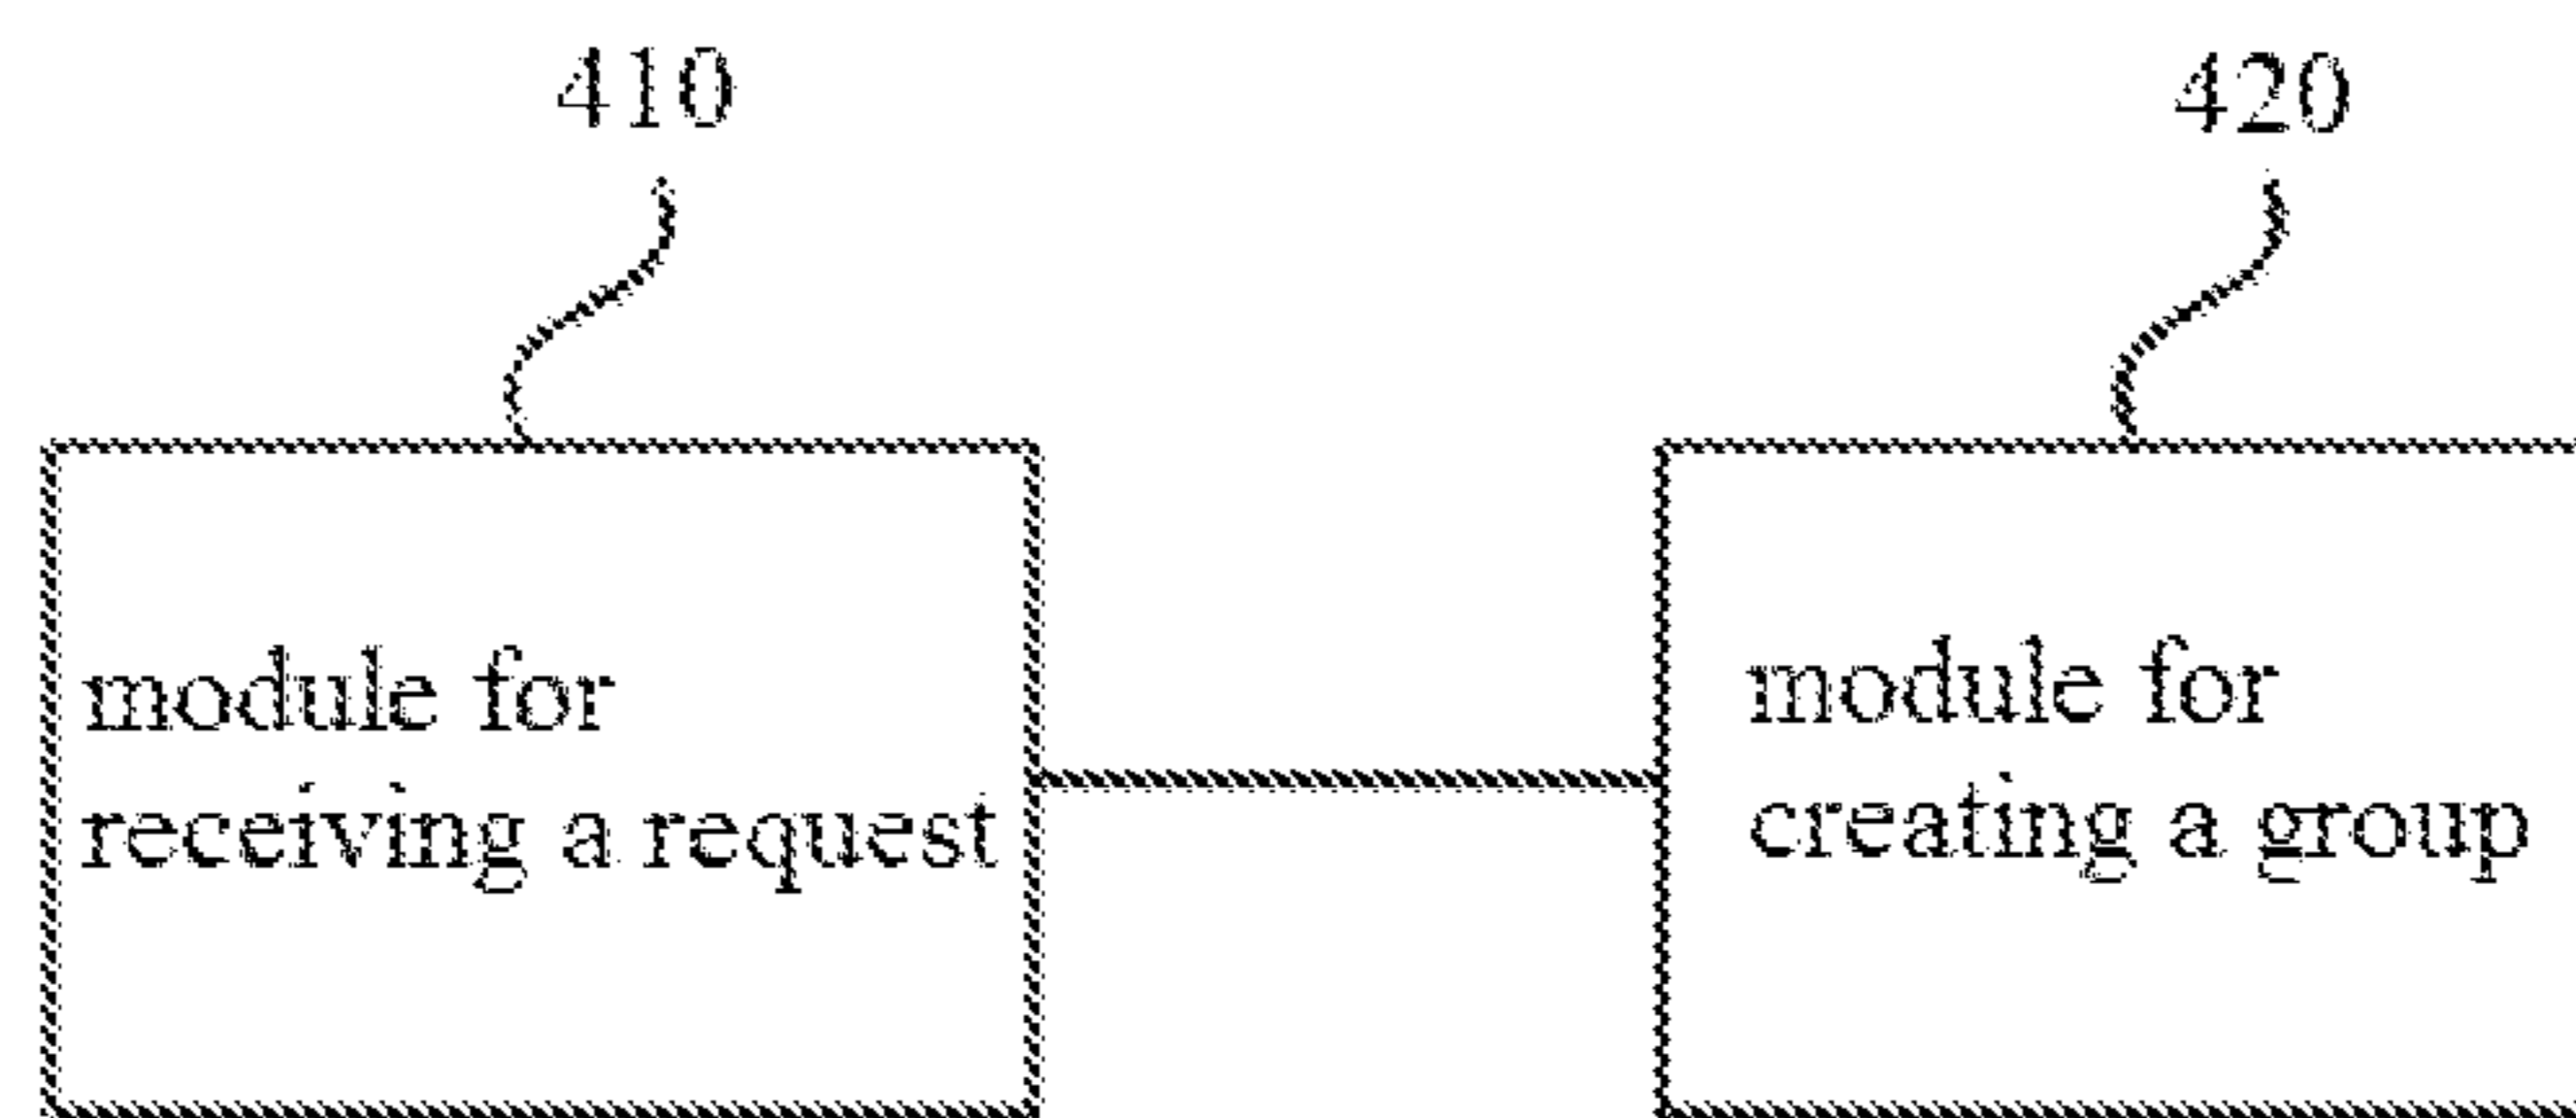 410
420
module for
receiving a request
module for
creating a group